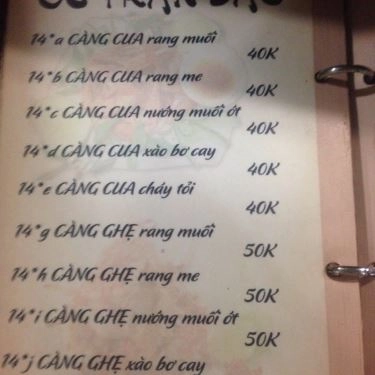 ỐC TRẬN ĐẤU
14*a CÀNG CUA rang muối
40K
14*b CÀNG CUA rang me
40K
14*c CÀNG CUA nướng muối ớt
40K
14*d CÀNG CUA xào bơ cay
40K
14*e CÀNG CUA cháy tỏi
40K
14*g CÀNG GHẸ rang muối
50K
14*h CÀNG GHẸ rang me
50K
14*i CÀNG GHẸ nướng muối ớt
50K
14*j CÀNG GHẸ xào bơ cay